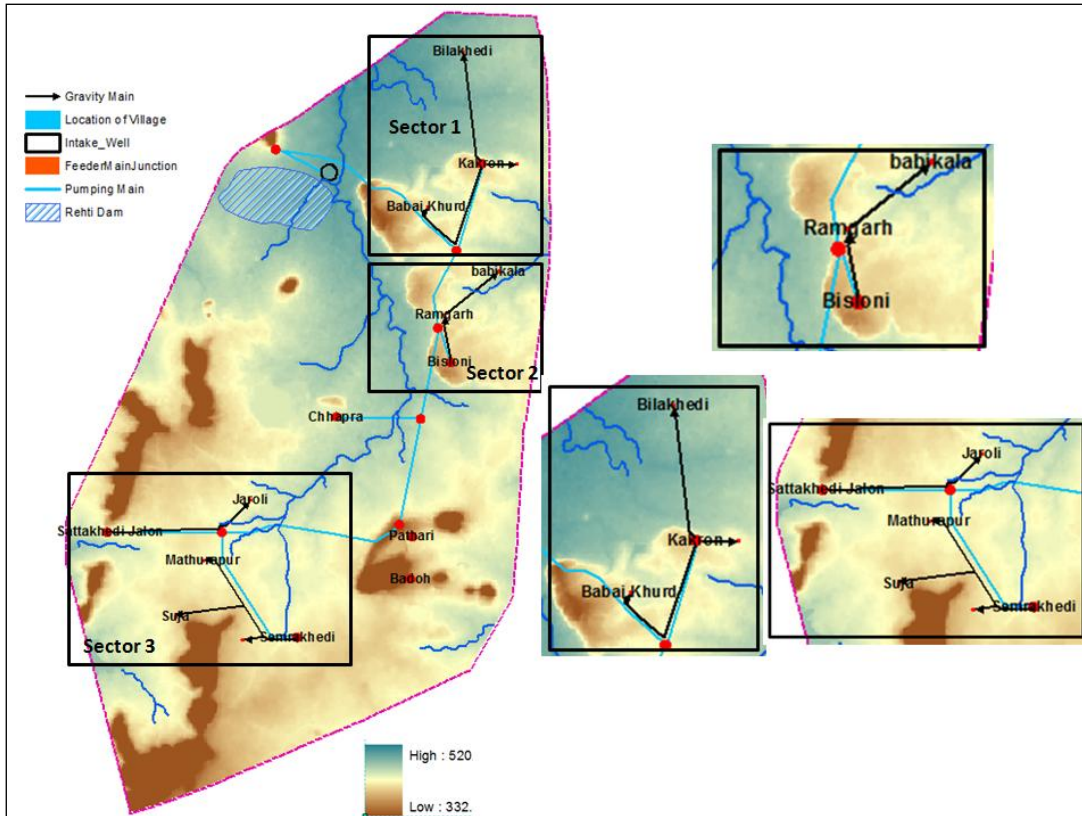 Gravity Main
Location of Village
Intake_Well
FeederMainJunction
Pumping Main
Rehti Dam
Bilakhedi
Sector 1
Kakron
Babai Khurd
babikala
Ramgarh
Bisloni
Sector 2
Chhapra
Jaroli
Sattakhedi Jalon
Mathurapur
Pathari
Badoh
Suja
Semrakhedi
Sector 3
High : 520.
Low : 332.
babikala
Ramgarh
Bisloni
Bilakhedi
Kakron
Babai Khurd
Jaroli
Sattakhedi Jalon
Mathurapur
Suja
Semrakhedi